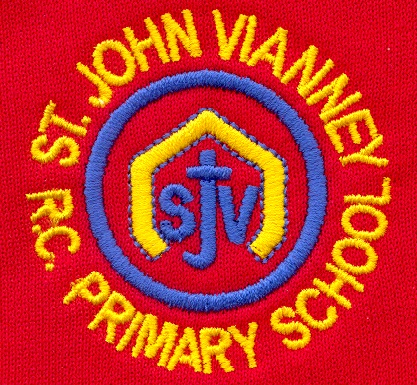 ST. JOHN VIANNEY
SJV
R.C. PRIMARY SCHOOL